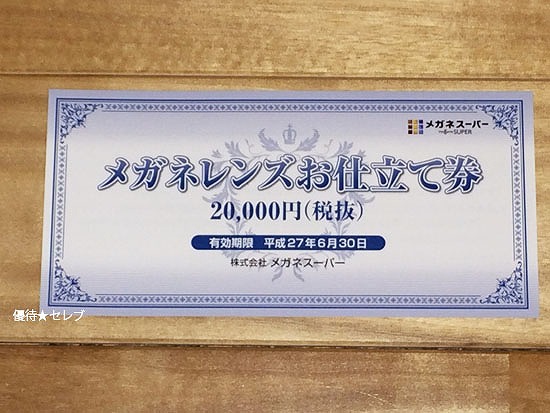 メガネスーパー
メガネレンズお仕立て券
20,000円(税抜)
有効期限 平成27年6月30日
株式会社 メガネスーパー
優待★セレブ